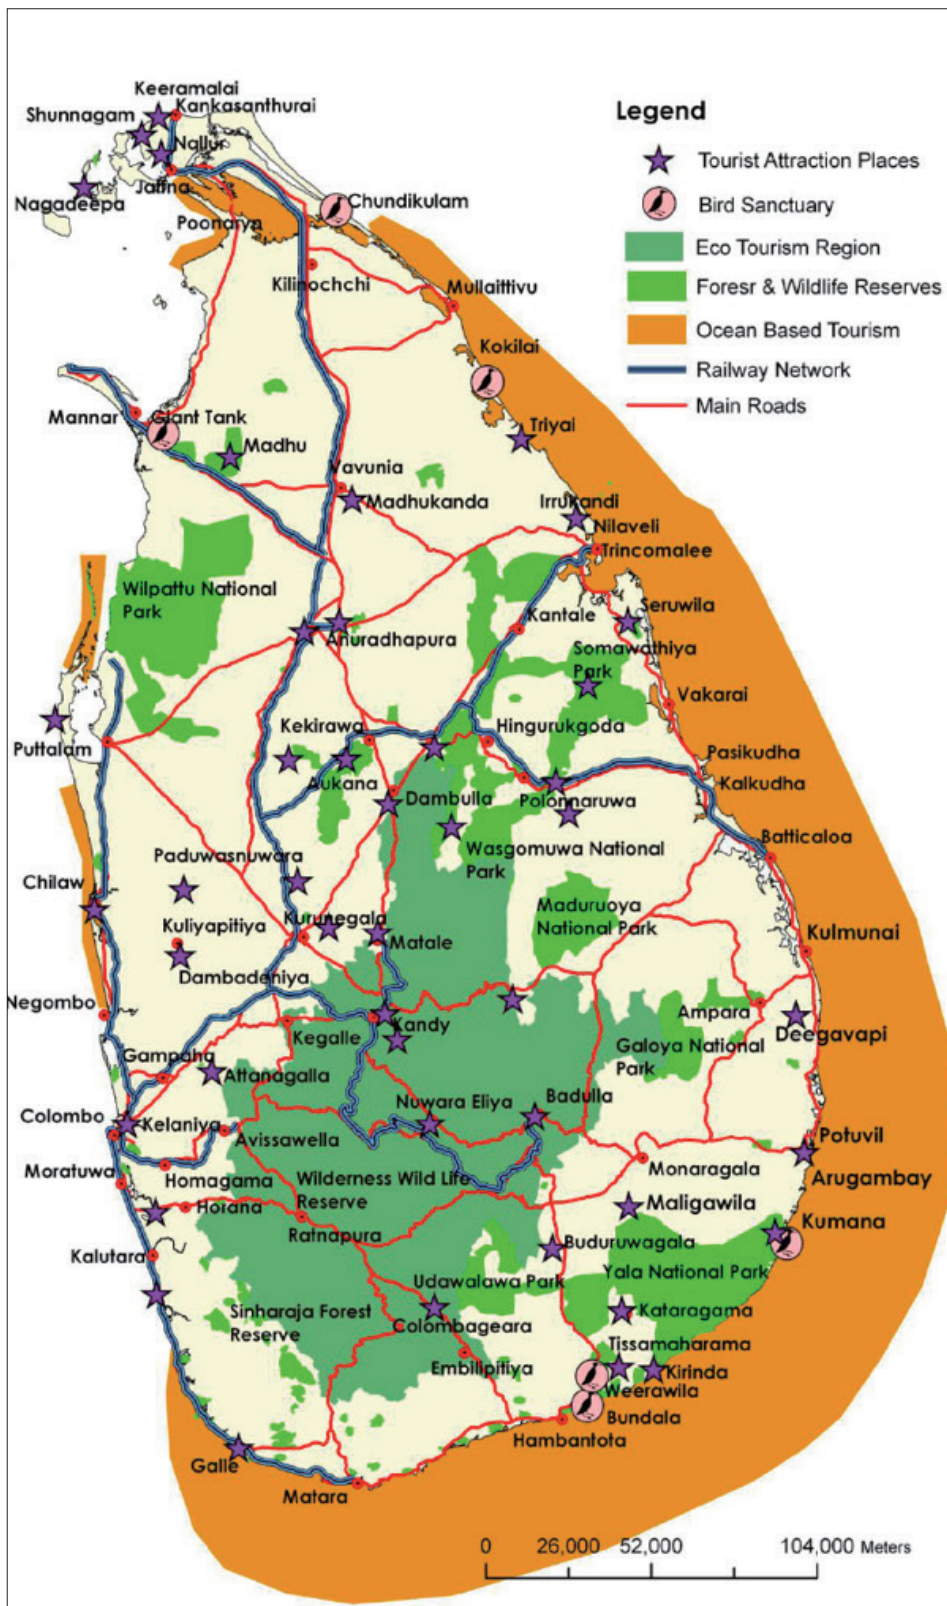 Keeramalai
Kankasanthurai
Shunnagam
Nallur
Jaffna
Nagadeepa
Poonaryn
Chundikulam
Legend
Tourist Attraction Places
Bird Sanctuary
Eco Tourism Region
Foresr & Wildlife Reserves
Ocean Based Tourism
Railway Network
Main Roads
Kilinochchi
Mullaittivu
Kokilai
Mannar
Giant Tank
Madhu
Triyai
Vavunia
Madhukanda
Irrukandi
Nilaveli
Trincomalee
Wilpattu National
Park
Anuradhapura
Kantale
Seruwila
Somawathiya
Park
Vakarai
Puttalam
Kekirawa
Hingurukgoda
Pasikudha
Kalkudha
Aukana
Dambulla
Polonnaruwa
Batticaloa
Wasgomuwa National
Park
Paduwasnuwara
Chilaw
Kuliyapitiya
Kurunegala
Maduruoya
National Park
Matale
Kulmunai
Dambadeniya
Negombo
Kegalle
Kandy
Ampara
Deegavapi
Galoya National
Park
Gampaha
Attanagalla
Colombo
Kelaniya
Nuwara Eliya
Badulla
Avissawella
Potuvil
Moratuwa
Homagama
Wilderness Wild Life
Reserve
Monaragala
Arugambay
Horana
Maligawila
Kumana
Ratnapura
Kalutara
Buduruwagala
Udawalawa Park
Yala National Park
Sinharaja Forest
Reserve
Colombageara
Kataragama
Embilipitiya
Tissamaharama
Kirinda
Weerawila
Bundala
Hambantota
Galle
Matara
0 26,000 52,000 104,000 Meters